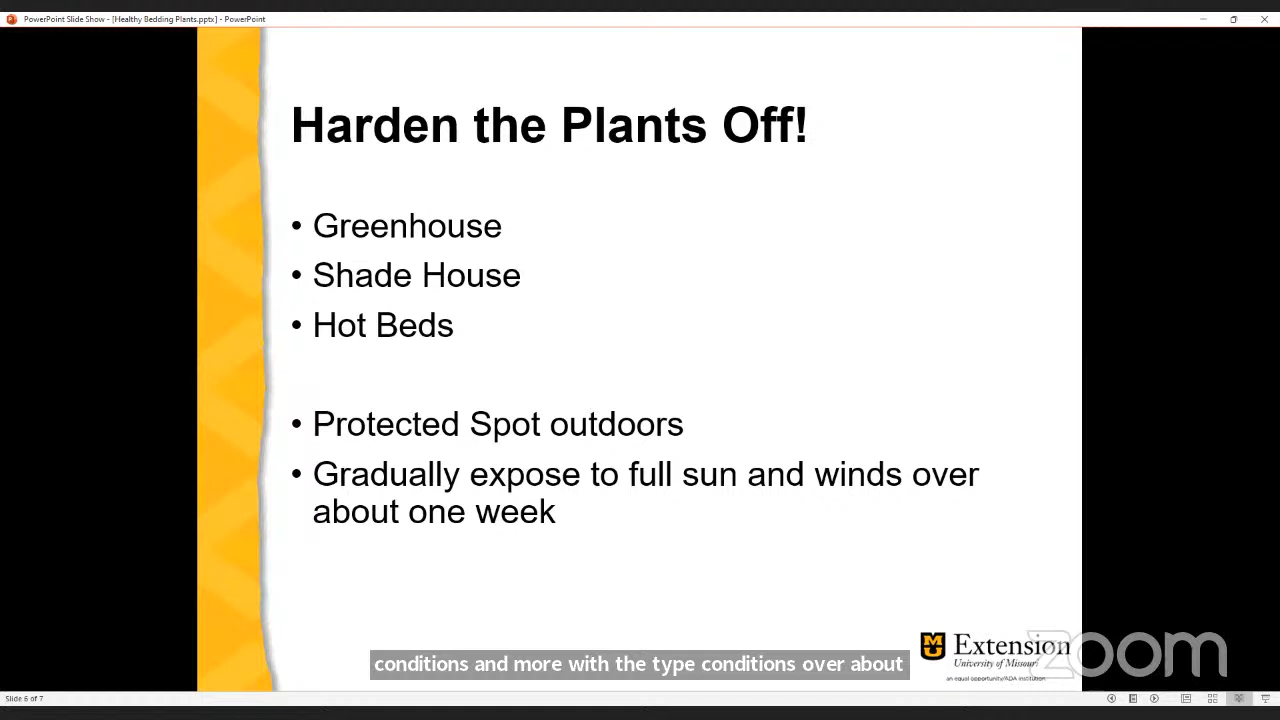 PowerPoint Slide Show - [Healthy Bedding Plants.pptx] - PowerPoint
Harden the Plants Off!
• Greenhouse
• Shade House
• Hot Beds
• Protected Spot outdoors
• Gradually expose to full sun and winds over
about one week
conditions and more with the type conditions over about
MU
Extension
University of Missouri
an equal opportunity/ADA institution
zoom
Slide 6 of 7